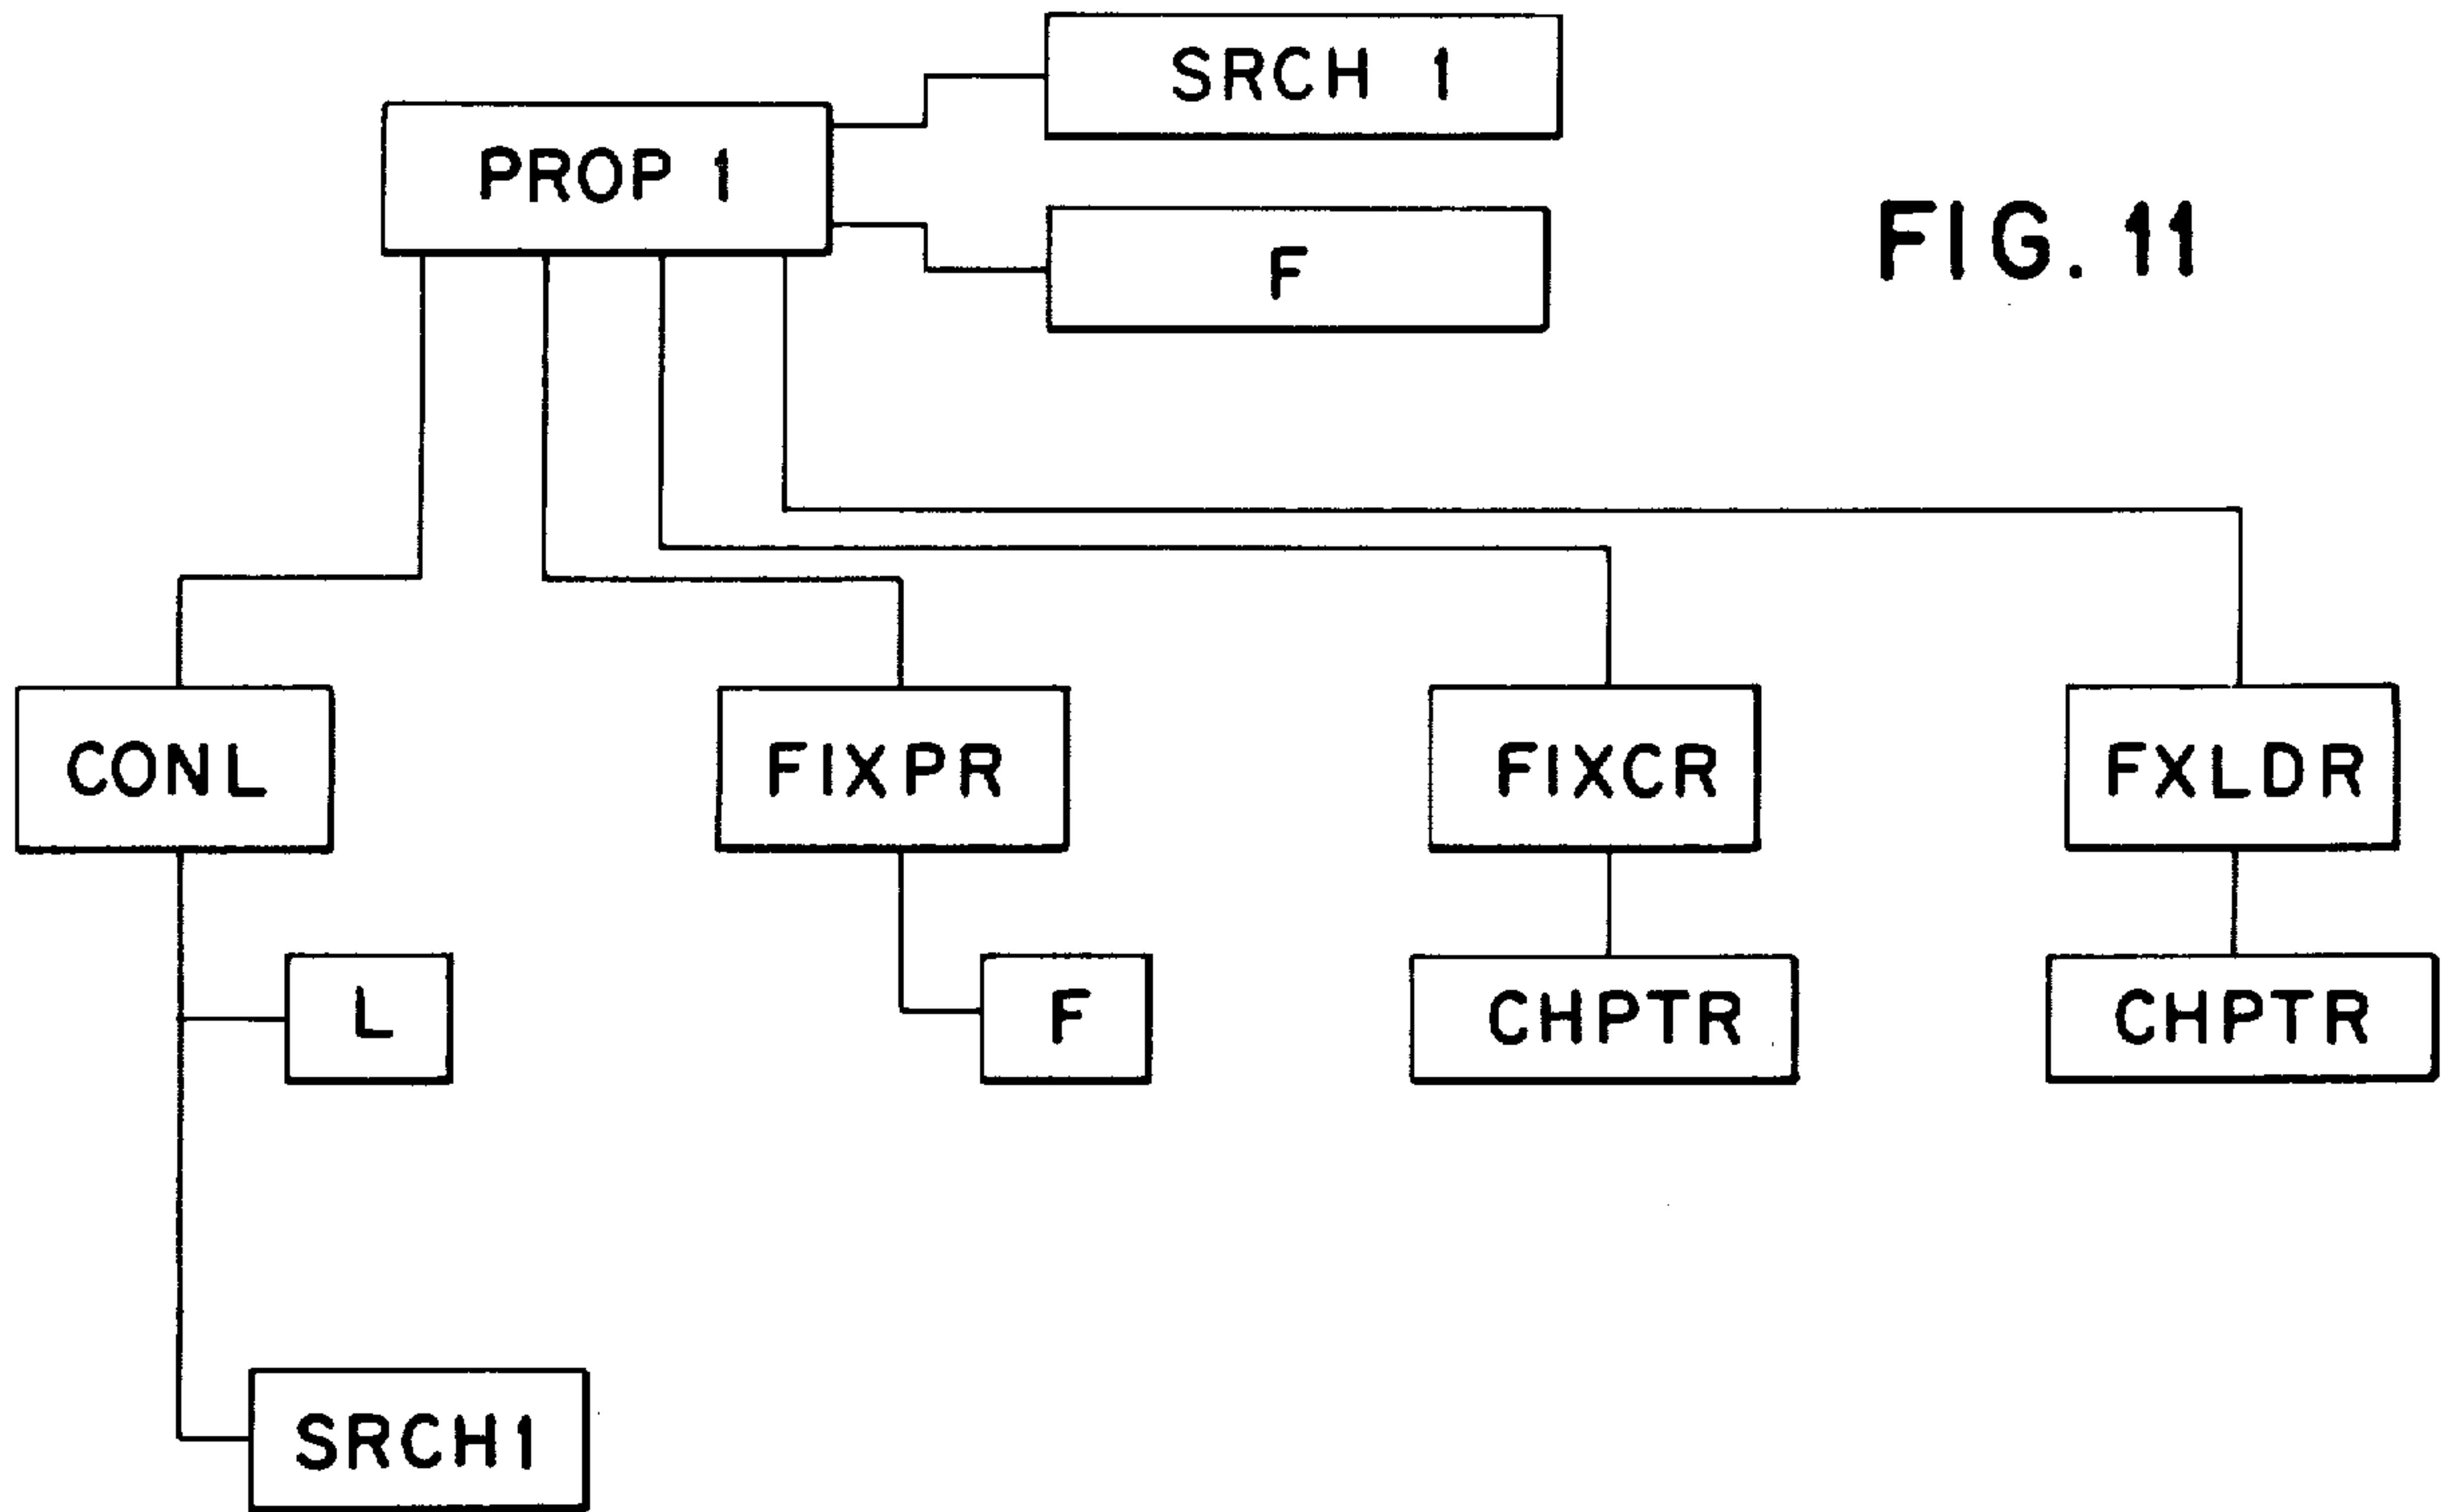 SRCH 1
PROP 1
F
FIG. 11
CONL
FIXPR
FIXCR
FXLDR
L
F
CHPTR
CHPTR
SRCH1